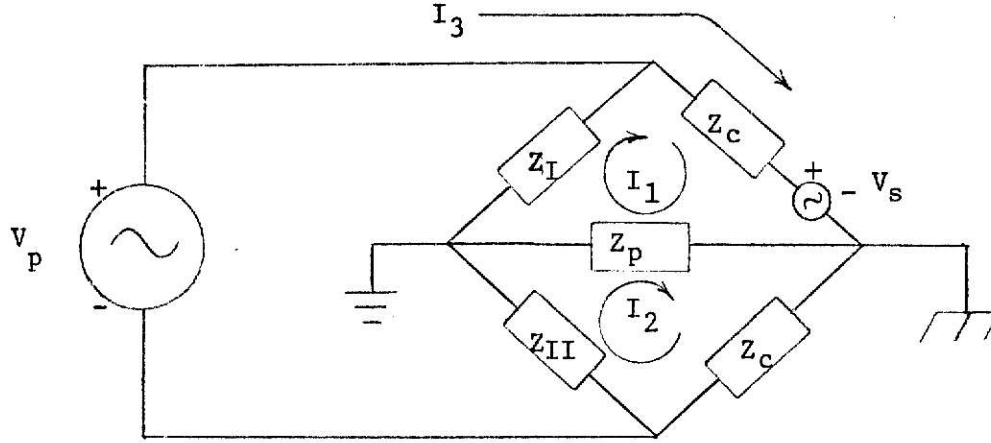 I3
Zc
ZI
+
I1
- Vs
+
Vp
Zp
-
I2
ZII
Zc